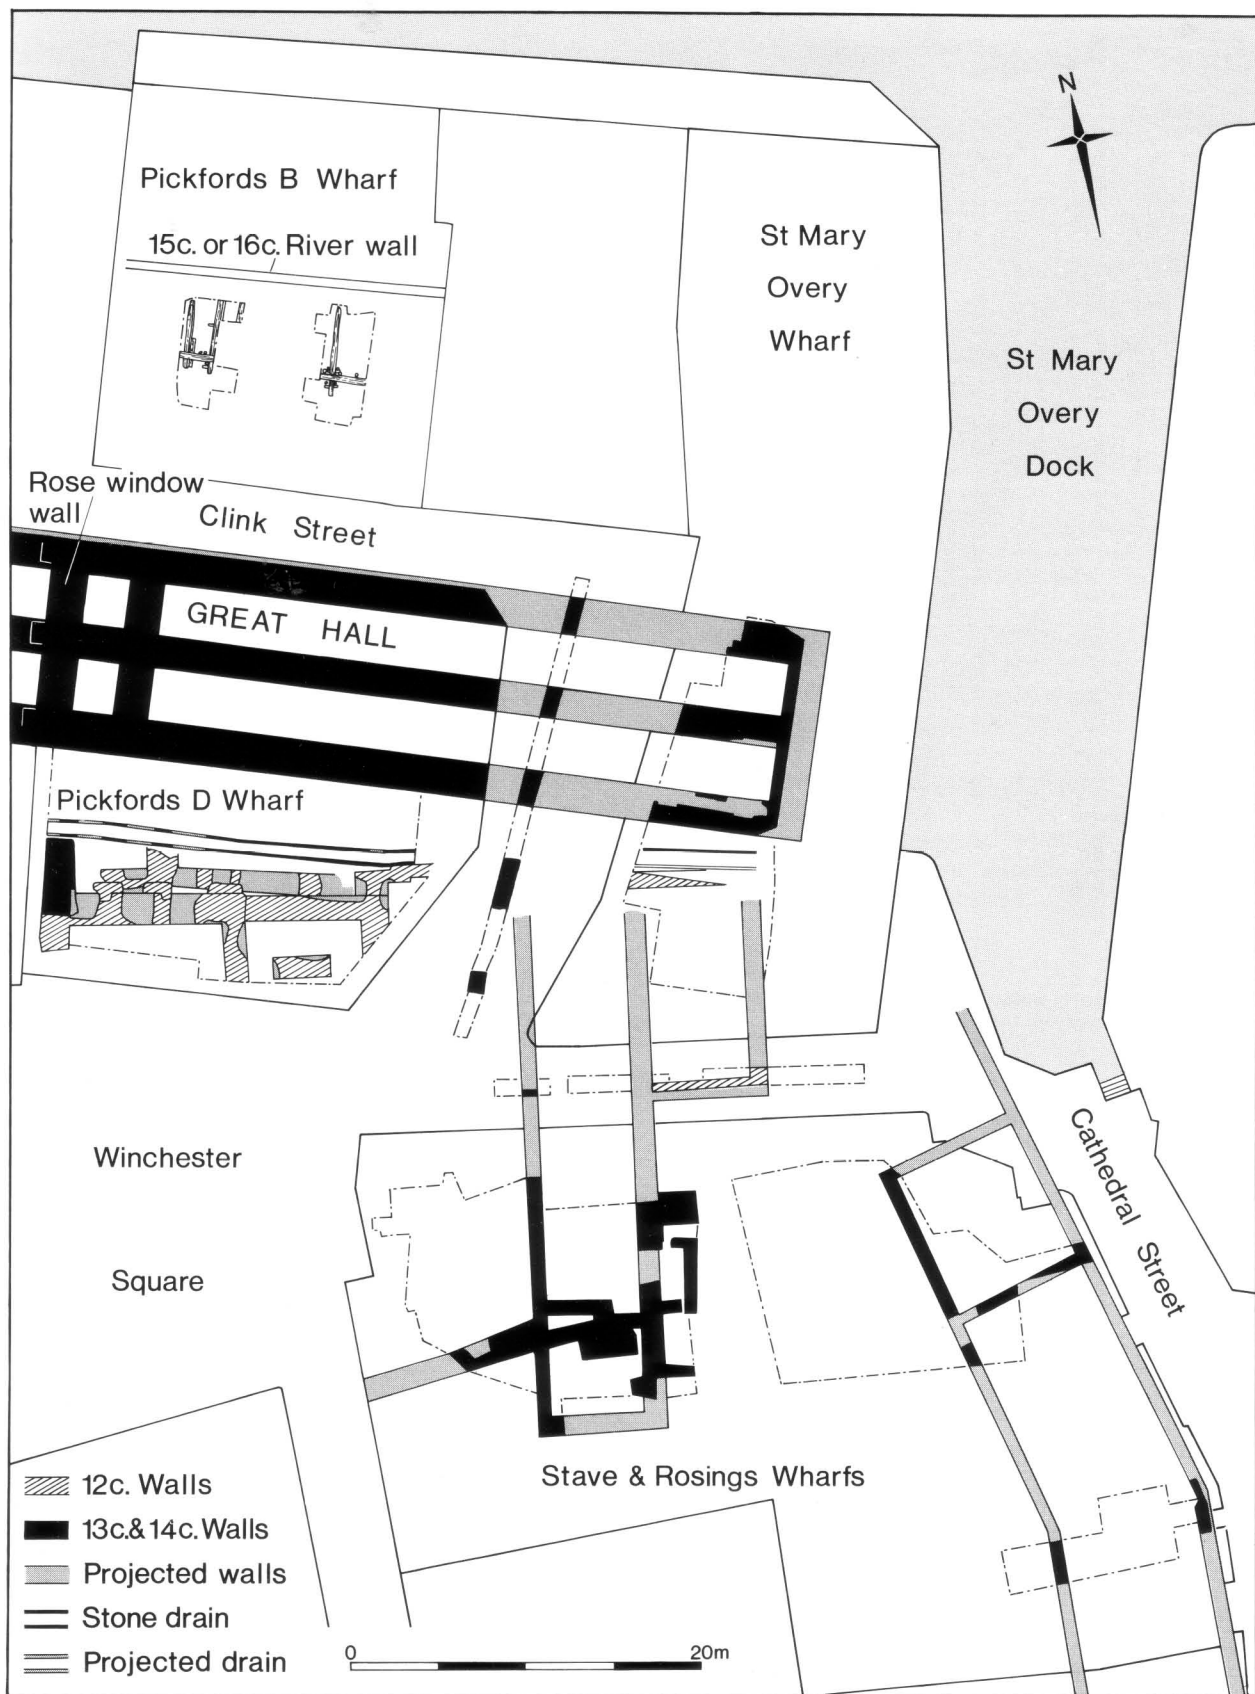 N
Pickfords B Wharf
15c. or 16c. River wall
St Mary
Overy
Wharf
St Mary
Overy
Dock
Rose window
wall
Clink Street
GREAT HALL
Pickfords D Wharf
Winchester
Square
Cathedral Street
Stave & Rosings Wharfs
12c. Walls
13c.&14c. Walls
Projected walls
Stone drain
Projected drain
0
20m